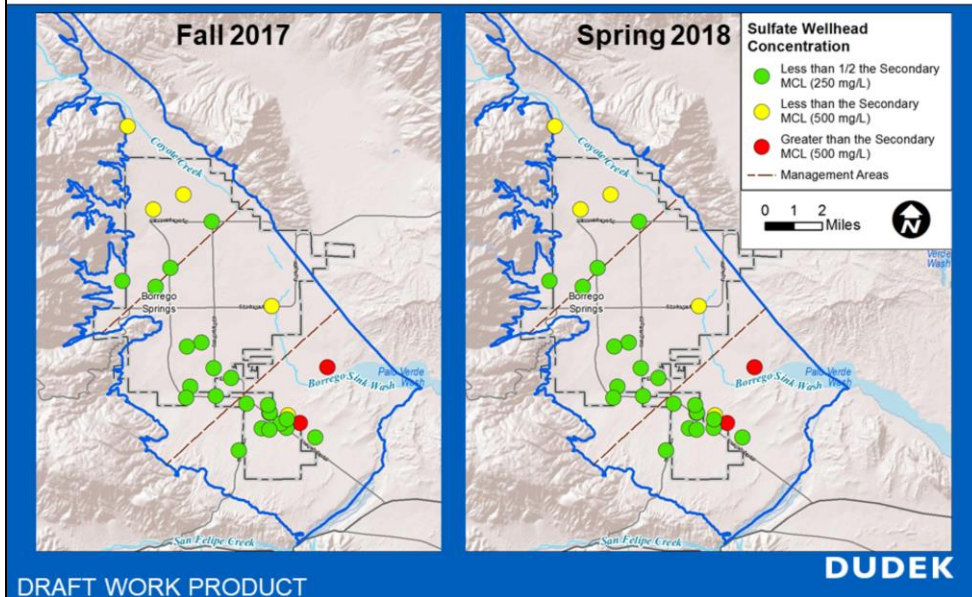 Fall 2017
Coyote Creek
Borrego
Springs
Palo Verde
Wash
Borrego Sink Wash
San Felipe Creek
Spring 2018
Coyote Creek
Borrego
Springs
Palo Verde
Wash
Borrego Sink Wash
San Felipe Creek
Sulfate Wellhead
Concentration
Less than 1/2 the Secondary
MCL (250 mg/L)
Less than the Secondary
MCL (500 mg/L)
Greater than the Secondary
MCL (500 mg/L)
Management Areas
0 1 2
Miles
N
Verde
Wash
DRAFT WORK PRODUCT
DUDEK